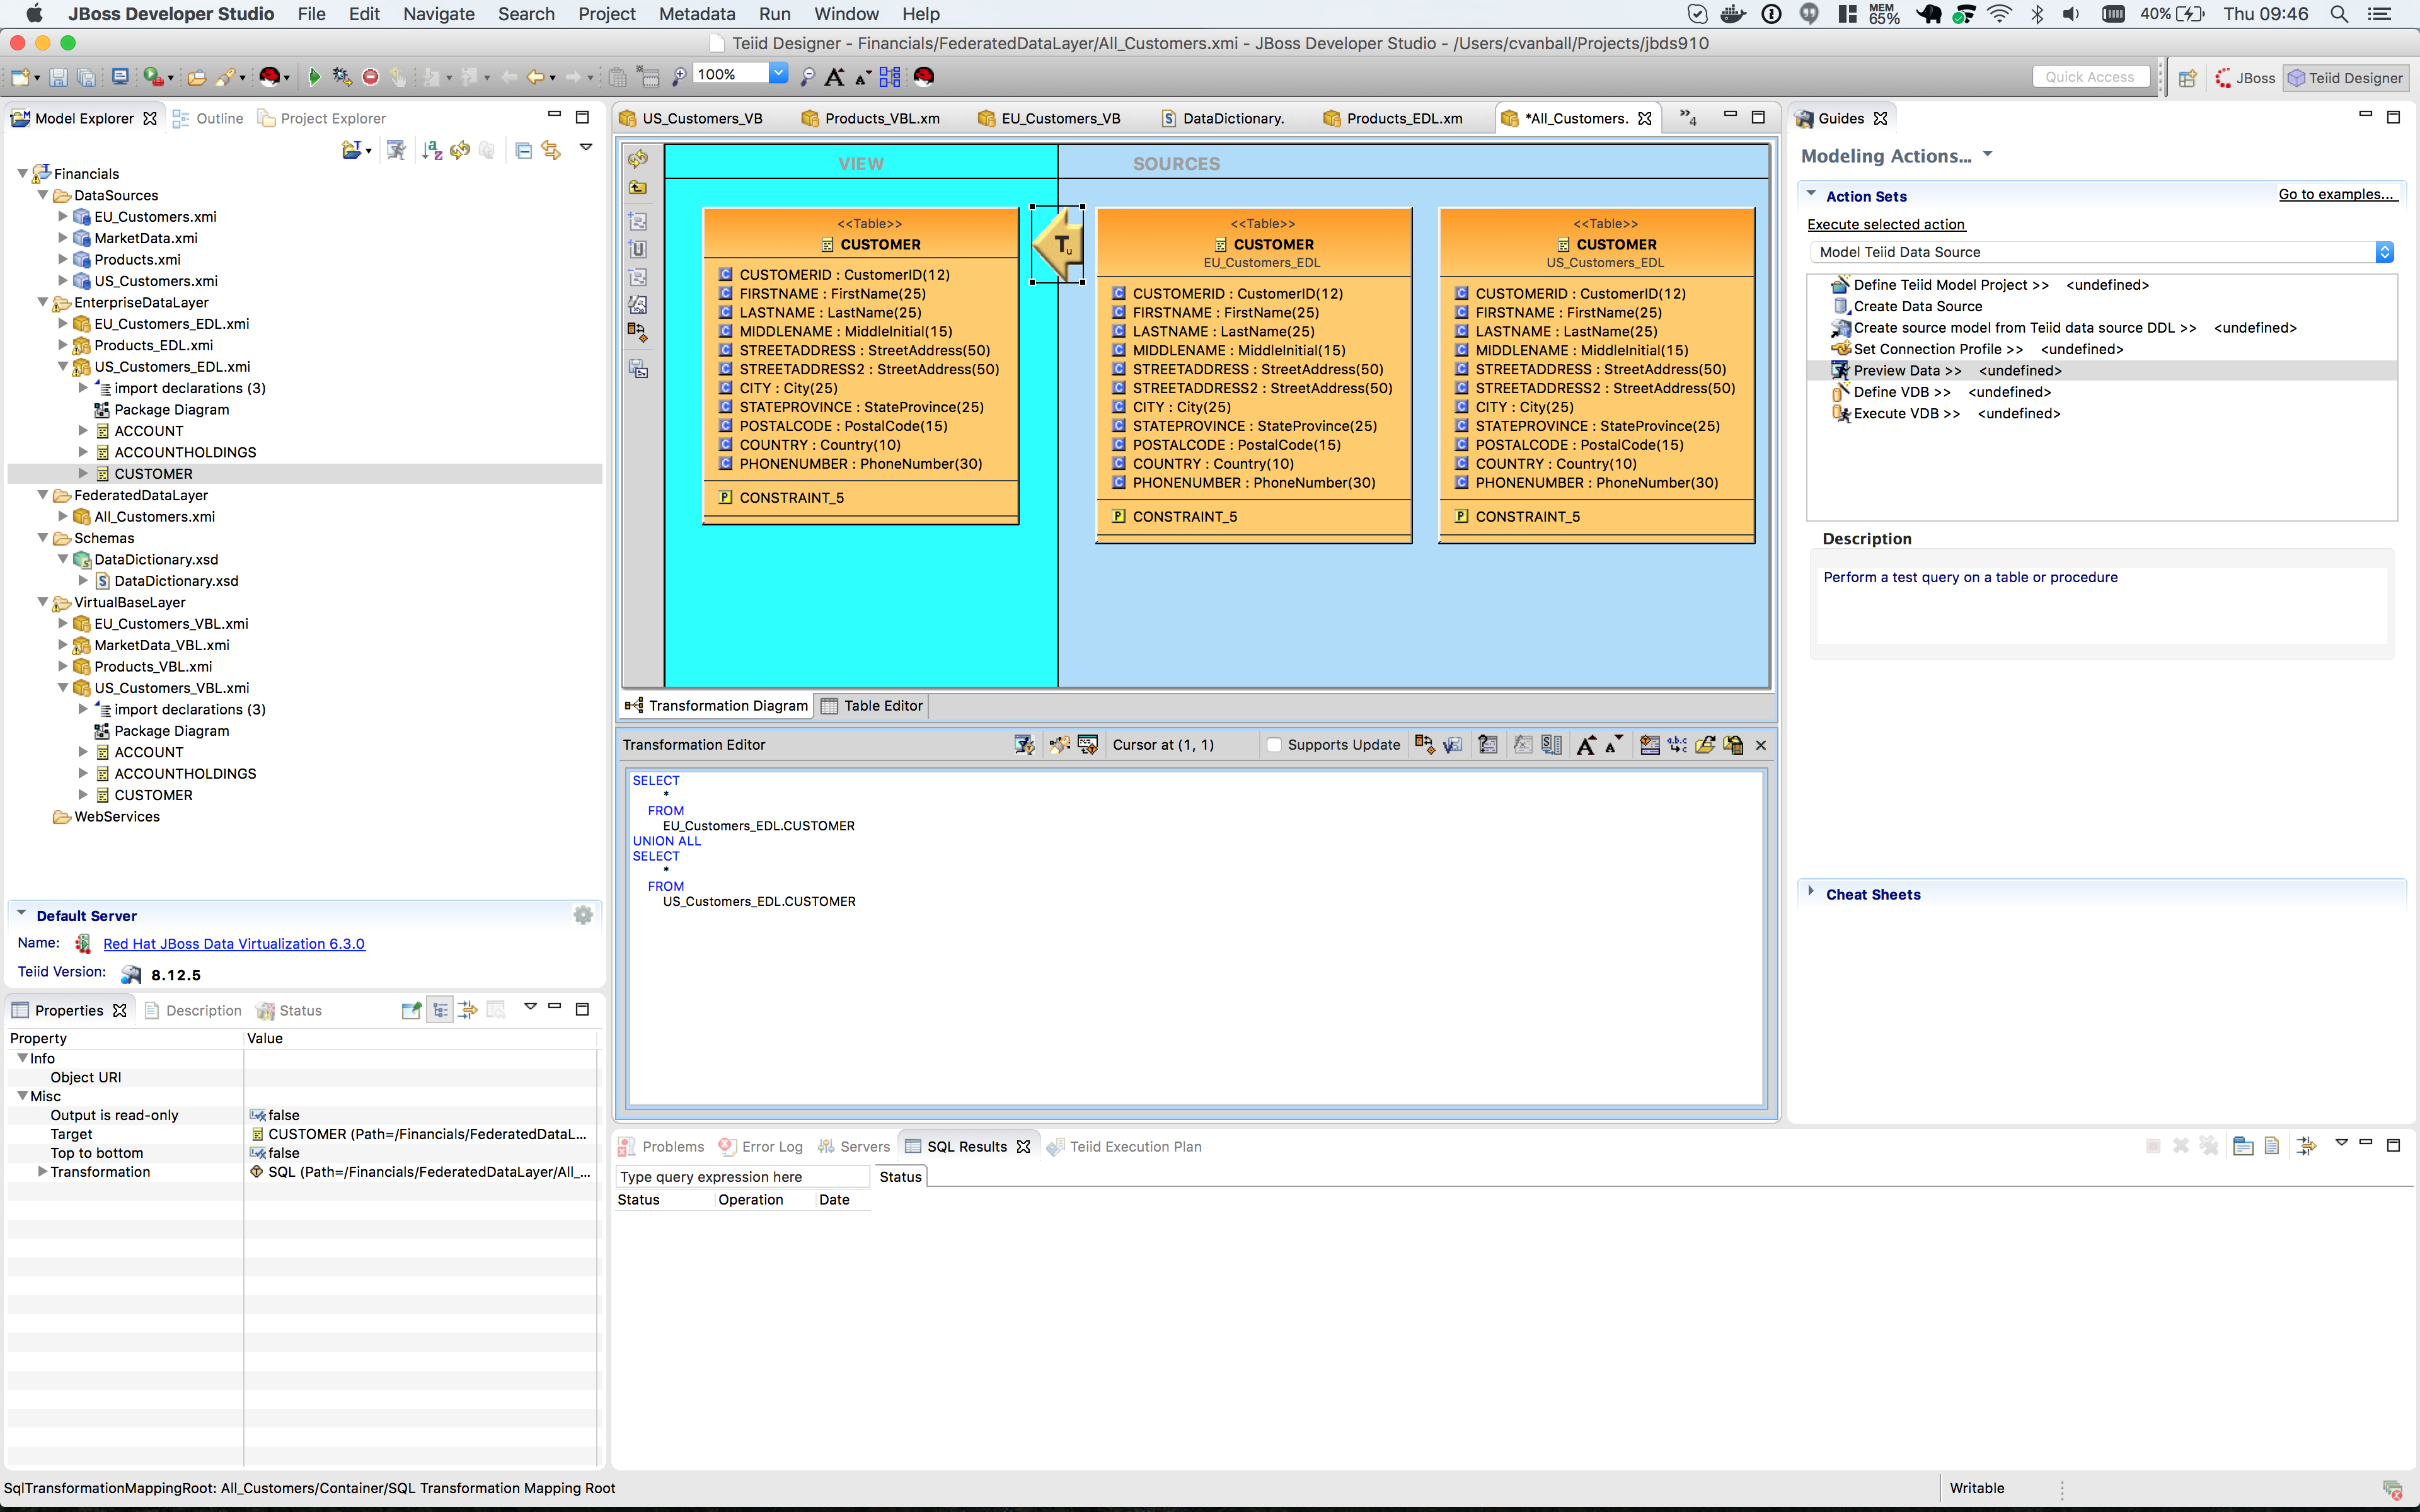 JBoss Developer Studio File Edit Navigate Search Project Metadata Run Window Help MEM 65% 40% Thu 09:46
Teiid Designer - Financials/FederatedDataLayer/All_Customers.xmi - JBoss Developer Studio - /Users/cvanball/Projects/jbds910
100% Quick Access JBoss Teiid Designer
Model Explorer Outline Project Explorer
Financials
DataSources
EU_Customers.xmi
MarketData.xmi
Products.xmi
US_Customers.xmi
EnterpriseDataLayer
EU_Customers_EDL.xmi
Products_EDL.xmi
US_Customers_EDL.xmi
import declarations (3)
Package Diagram
ACCOUNT
ACCOUNTHOLDINGS
CUSTOMER
FederatedDataLayer
All_Customers.xmi
Schemas
DataDictionary.xsd
DataDictionary.xsd
VirtualBaseLayer
EU_Customers_VBL.xmi
MarketData_VBL.xmi
Products_VBL.xmi
US_Customers_VBL.xmi
import declarations (3)
Package Diagram
ACCOUNT
ACCOUNTHOLDINGS
CUSTOMER
WebServices
Default Server
Name: Red Hat JBoss Data Virtualization 6.3.0
Teiid Version: 8.12.5
Properties Description Status
Property Value
Info
Object URI
Misc
Output is read-only false
Target CUSTOMER (Path=/Financials/FederatedDataL...
Top to bottom false
Transformation SQL (Path=/Financials/FederatedDataLayer/All_...
US_Customers_VB Products_VBL.xm EU_Customers_VB DataDictionary. Products_EDL.xm *All_Customers. »4
VIEW SOURCES
<<Table>>
CUSTOMER
CUSTOMERID : CustomerID(12)
FIRSTNAME : FirstName(25)
LASTNAME : LastName(25)
MIDDLENAME : MiddleInitial(15)
STREETADDRESS : StreetAddress(50)
STREETADDRESS2 : StreetAddress(50)
CITY : City(25)
STATEPROVINCE : StateProvince(25)
POSTALCODE : PostalCode(15)
COUNTRY : Country(10)
PHONENUMBER : PhoneNumber(30)
CONSTRAINT_5
Tu
<<Table>>
CUSTOMER
EU_Customers_EDL
CUSTOMERID : CustomerID(12)
FIRSTNAME : FirstName(25)
LASTNAME : LastName(25)
MIDDLENAME : MiddleInitial(15)
STREETADDRESS : StreetAddress(50)
STREETADDRESS2 : StreetAddress(50)
CITY : City(25)
STATEPROVINCE : StateProvince(25)
POSTALCODE : PostalCode(15)
COUNTRY : Country(10)
PHONENUMBER : PhoneNumber(30)
CONSTRAINT_5
<<Table>>
CUSTOMER
US_Customers_EDL
CUSTOMERID : CustomerID(12)
FIRSTNAME : FirstName(25)
LASTNAME : LastName(25)
MIDDLENAME : MiddleInitial(15)
STREETADDRESS : StreetAddress(50)
STREETADDRESS2 : StreetAddress(50)
CITY : City(25)
STATEPROVINCE : StateProvince(25)
POSTALCODE : PostalCode(15)
COUNTRY : Country(10)
PHONENUMBER : PhoneNumber(30)
CONSTRAINT_5
Transformation Diagram Table Editor
Transformation Editor Cursor at (1, 1) Supports Update
SELECT
*
FROM
EU_Customers_EDL.CUSTOMER
UNION ALL
SELECT
*
FROM
US_Customers_EDL.CUSTOMER
Problems Error Log Servers SQL Results Teiid Execution Plan
Type query expression here Status
Status Operation Date
Guides
Modeling Actions...
Action Sets Go to examples...
Execute selected action
Model Teiid Data Source
Define Teiid Model Project >> <undefined>
Create Data Source
Create source model from Teiid data source DDL >> <undefined>
Set Connection Profile >> <undefined>
Preview Data >> <undefined>
Define VDB >> <undefined>
Execute VDB >> <undefined>
Description
Perform a test query on a table or procedure
Cheat Sheets
SqlTransformationMappingRoot: All_Customers/Container/SQL Transformation Mapping Root Writable